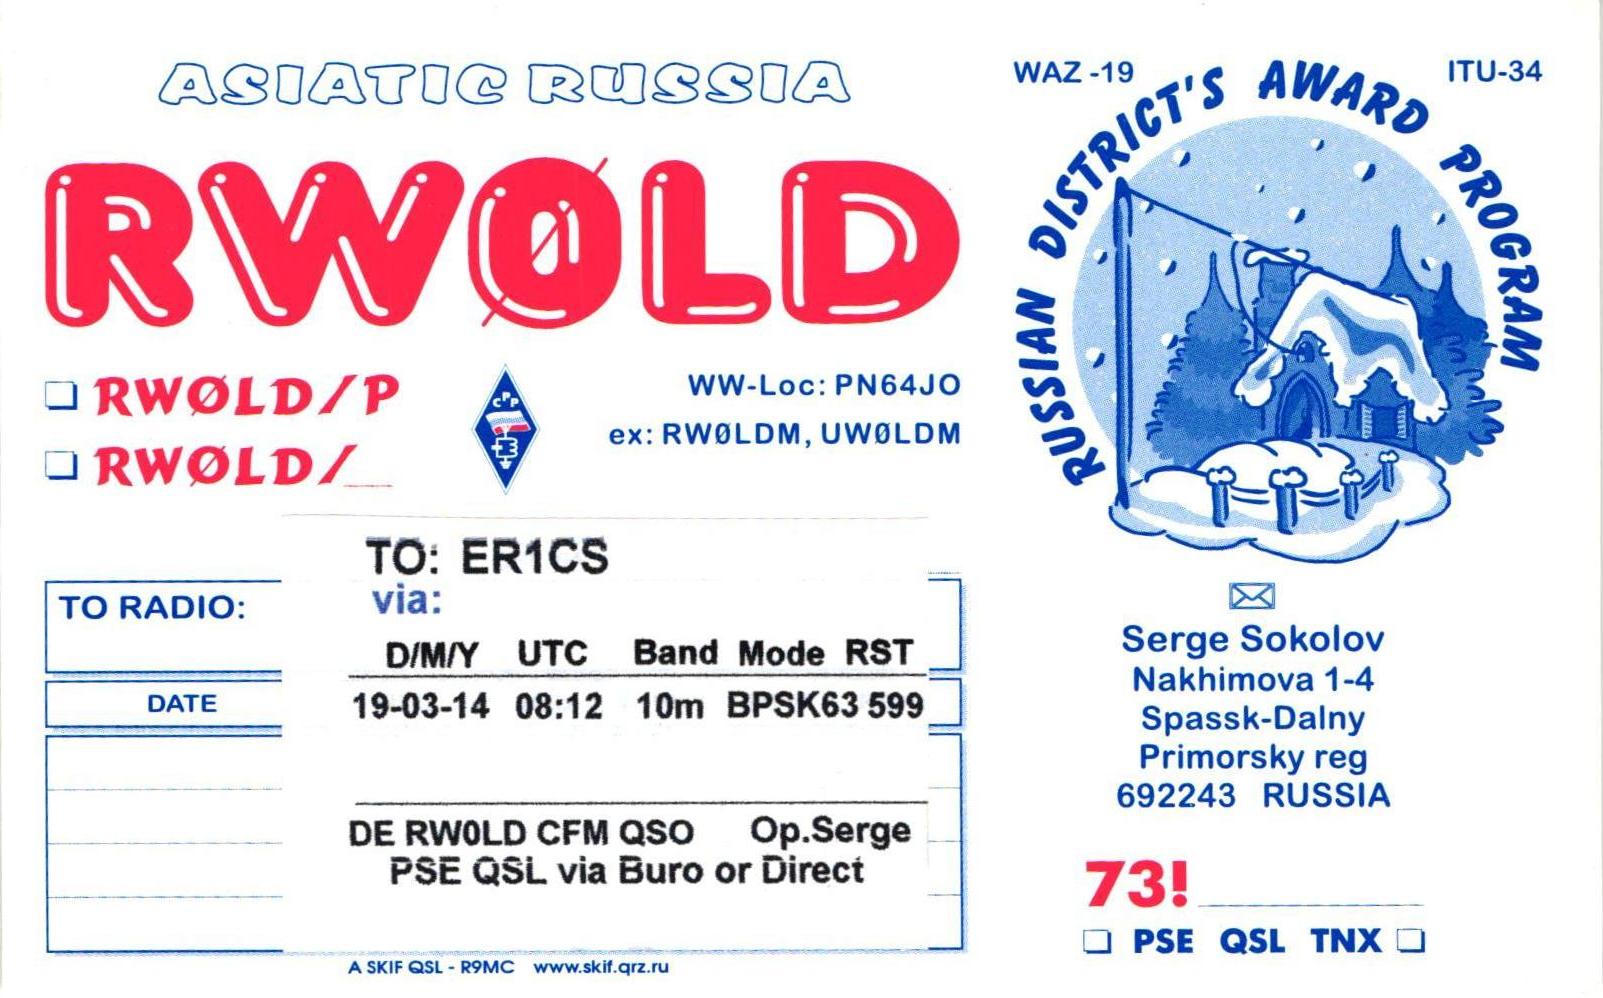 ASIATIC RUSSIA
RWØLD
RWØLD/P
RWØLD/_
СРР
WW-Loc: PN64JO
ex: RWØLDM, UWØLDM
WAZ -19
ITU-34
RUSSIAN DISTRICT'S AWARD PROGRAM
TO RADIO:
DATE
TO: ER1CS
via:
D/M/Y UTC Band Mode RST
19-03-14 08:12 10m BPSK63 599
DE RW0LD CFM QSO Op.Serge
PSE QSL via Buro or Direct
A SKIF QSL - R9MC www.skif.qrz.ru
Serge Sokolov
Nakhimova 1-4
Spassk-Dalny
Primorsky reg
692243 RUSSIA
73!
PSE QSL TNX